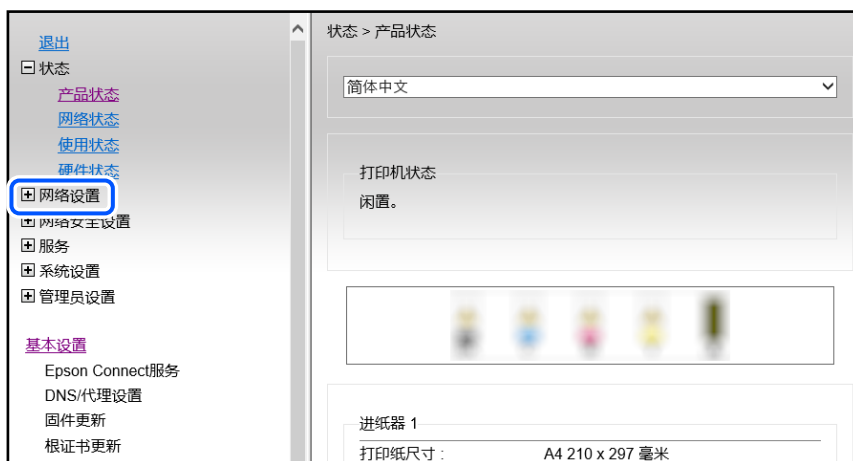 退出
状态
产品状态
网络状态
使用状态
硬件状态
网络设置
网络安全设置
服务
系统设置
管理员设置
基本设置
Epson Connect服务
DNS/代理设置
固件更新
根证书更新
状态 > 产品状态
简体中文
打印机状态
闲置。
进纸器 1
打印纸尺寸 : A4 210 x 297 毫米